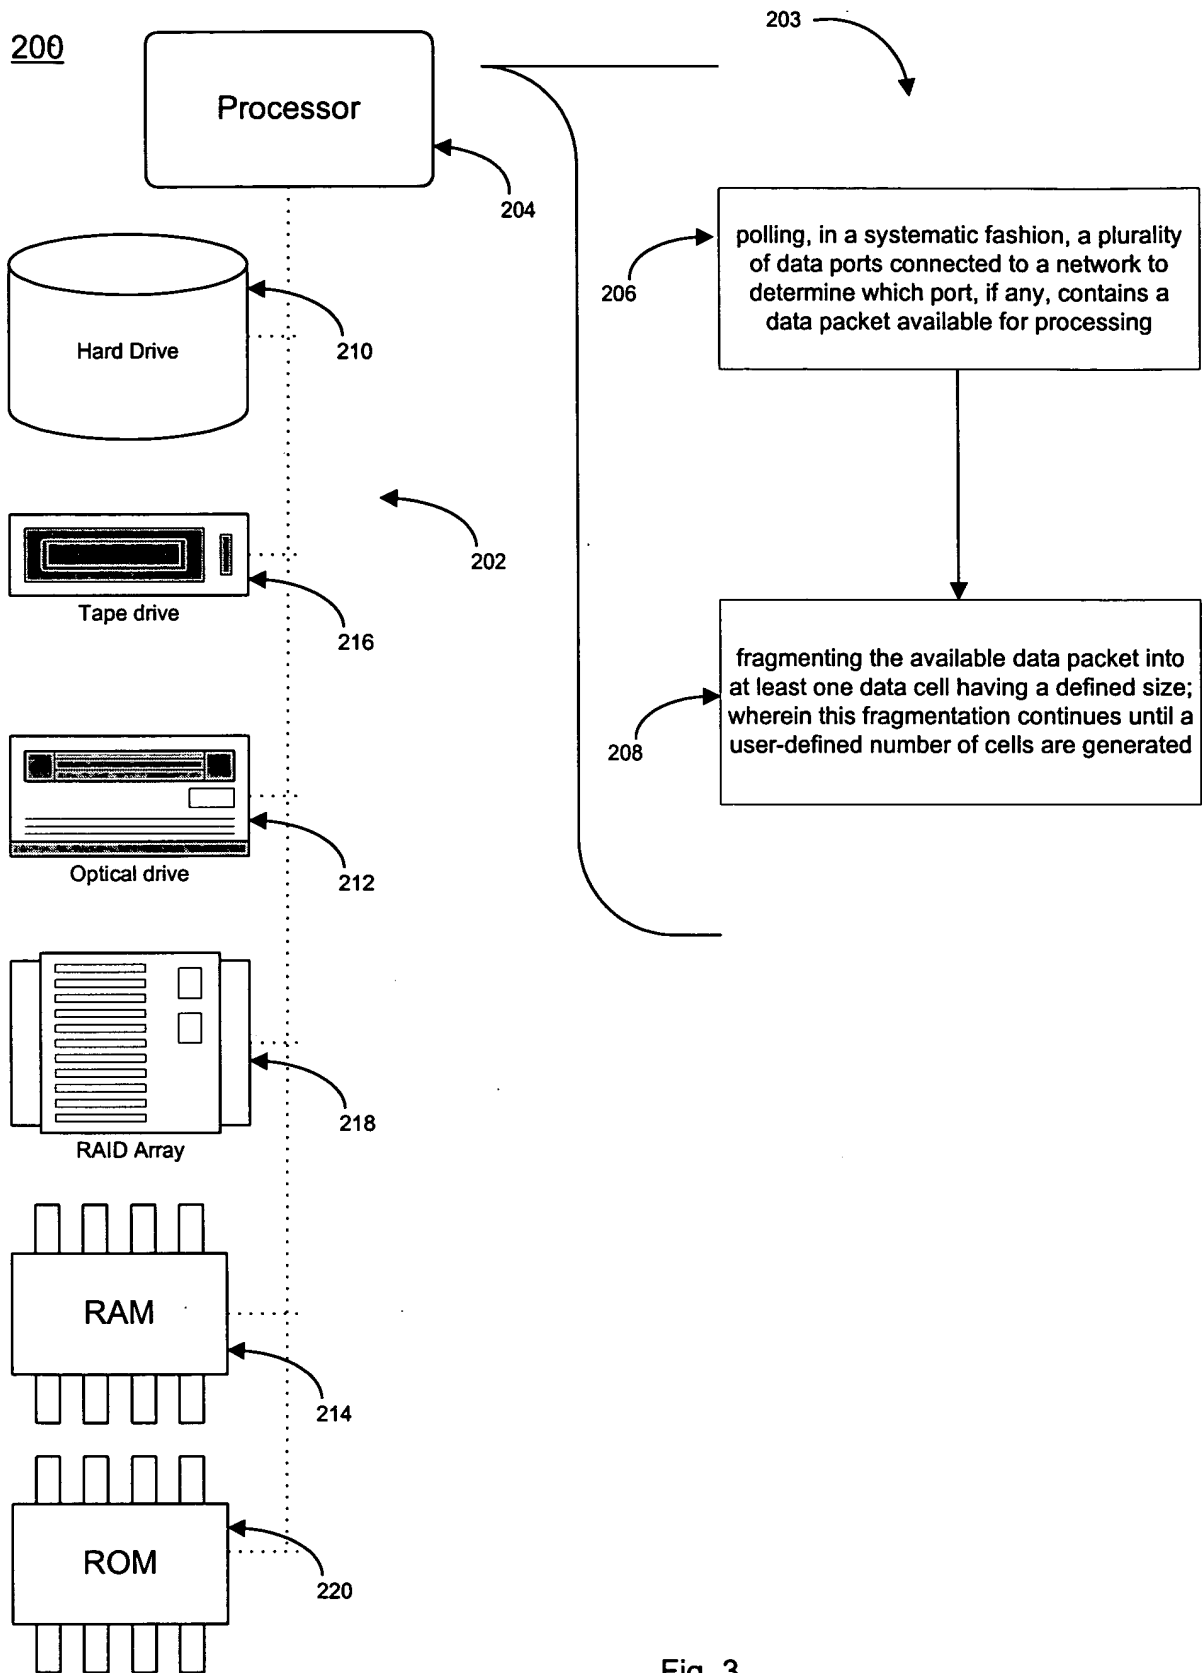 200
203
Processor
204
polling, in a systematic fashion, a plurality
of data ports connected to a network to
determine which port, if any, contains a
data packet available for processing
206
Hard Drive
210
202
Tape drive
216
fragmenting the available data packet into
at least one data cell having a defined size;
wherein this fragmentation continues until a
user-defined number of cells are generated
208
Optical drive
212
RAID Array
218
RAM
214
ROM
220
Fig. 3